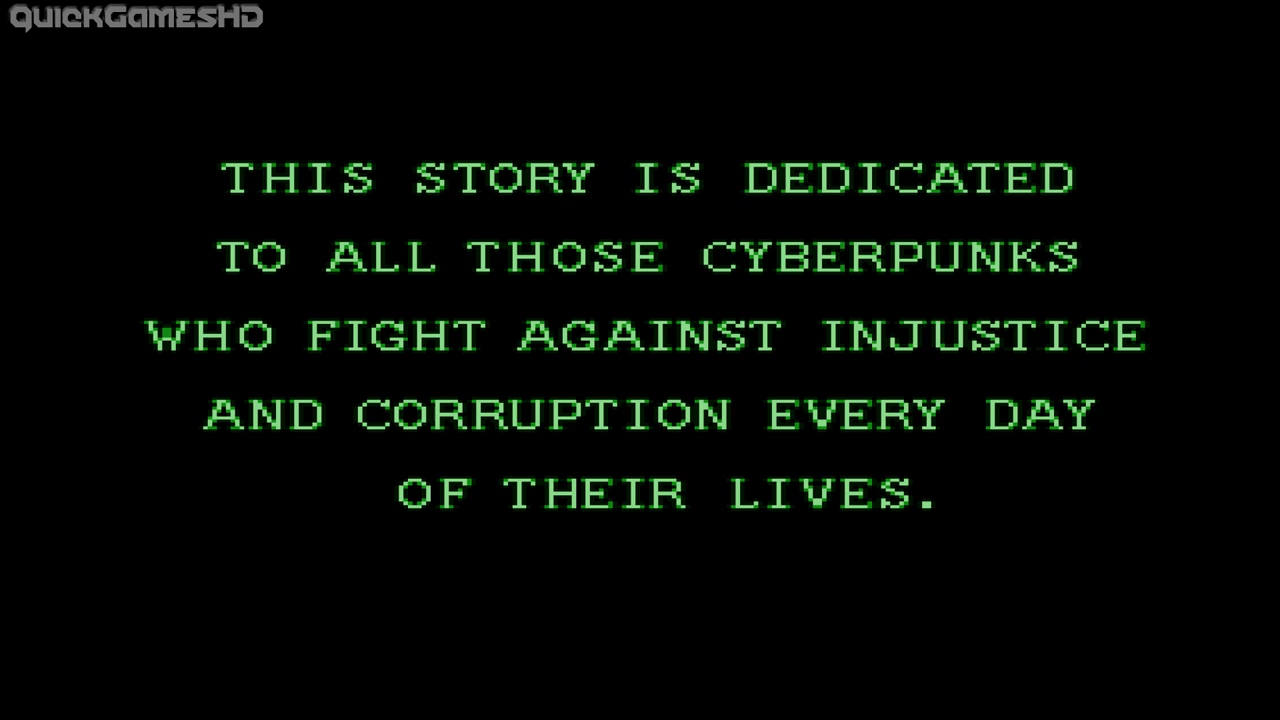 QuickGamesHD
THIS STORY IS DEDICATED
TO ALL THOSE CYBERPUNKS
WHO FIGHT AGAINST INJUSTICE
AND CORRUPTION EVERY DAY
OF THEIR LIVES.